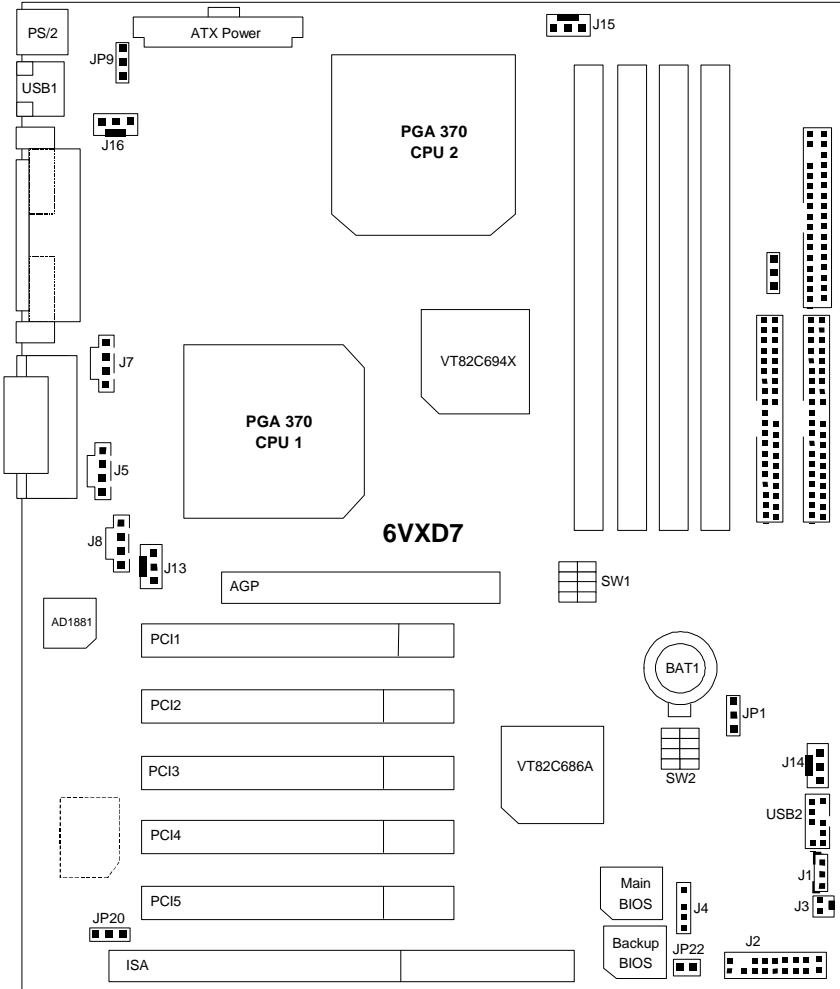 PS/2
ATX Power
J15
JP9
USB1
J16
PGA 370
CPU 2
J7
VT82C694X
PGA 370
CPU 1
J5
J8
J13
6VXD7
AGP
SW1
AD1881
PCI1
BAT1
PCI2
JP1
PCI3
VT82C686A
SW2
J14
USB2
PCI4
J1
Main
BIOS
PCI5
J4
J3
JP20
Backup
BIOS
JP22
J2
ISA